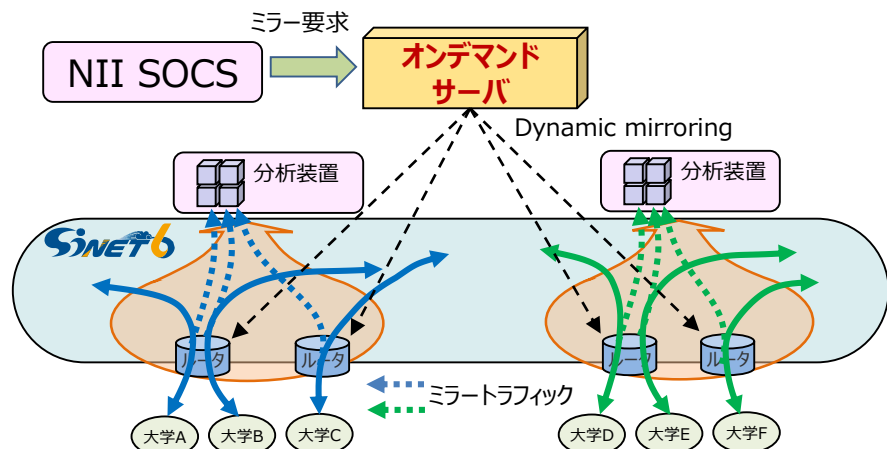 ミラー要求
NII SOCS
オンデマンド
サーバ
Dynamic mirroring
分析装置
分析装置
SINET6
ルータ
ルータ
ルータ
ルータ
ミラートラフィック
大学A
大学B
大学C
大学D
大学E
大学F